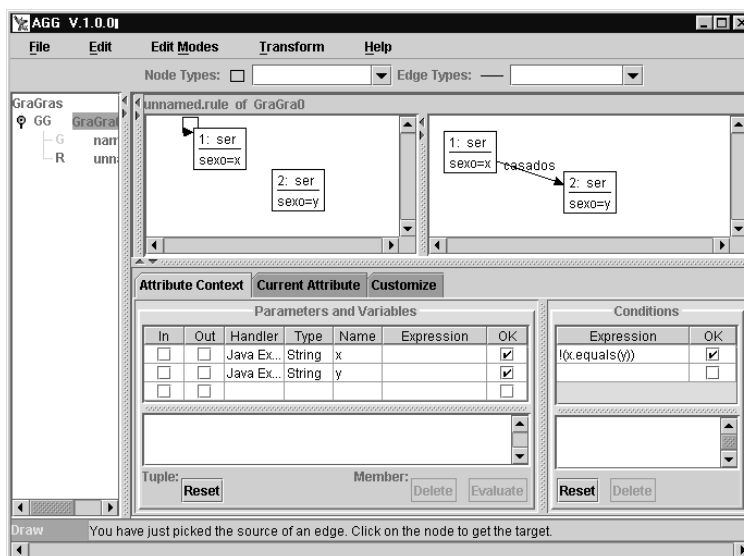 AGG V.1.0.0
File Edit Edit Modes Transform Help
Node Types: Edge Types:
GraGras
GG GraGra
G nam
R unna
unnamed.rule of GraGra0
1: ser
sexo=x
2: ser
sexo=y
1: ser
sexo=x
casados
2: ser
sexo=y
Attribute Context Current Attribute Customize
Parameters and Variables
In Out Handler Type Name Expression OK
Java Ex... String x
Java Ex... String y
Conditions
Expression OK
!(x.equals(y))
Tuple: Member:
Reset Delete Evaluate
Reset Delete
Draw You have just picked the source of an edge. Click on the node to get the target.